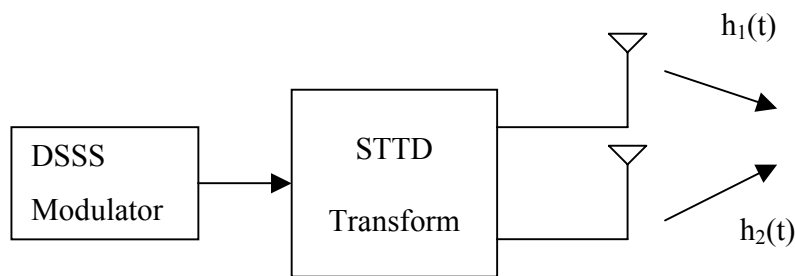 DSSS
Modulator
STTD
Transform
h₁(t)
h₂(t)